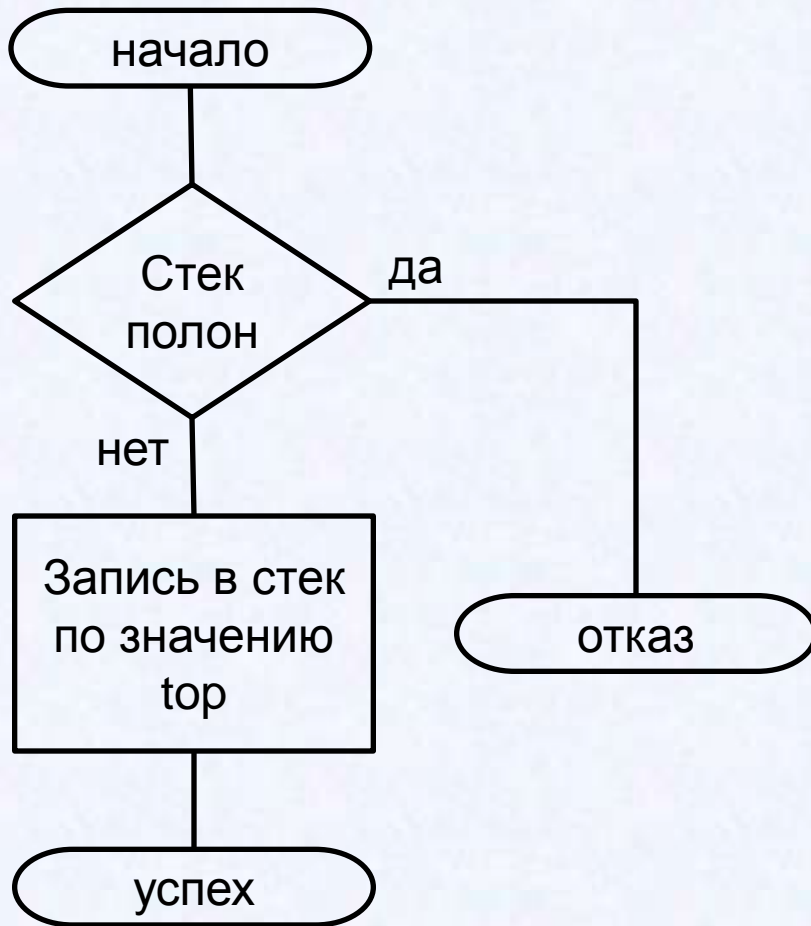 начало
Стек
полон
да
нет
Запись в стек
по значению
top
отказ
успех